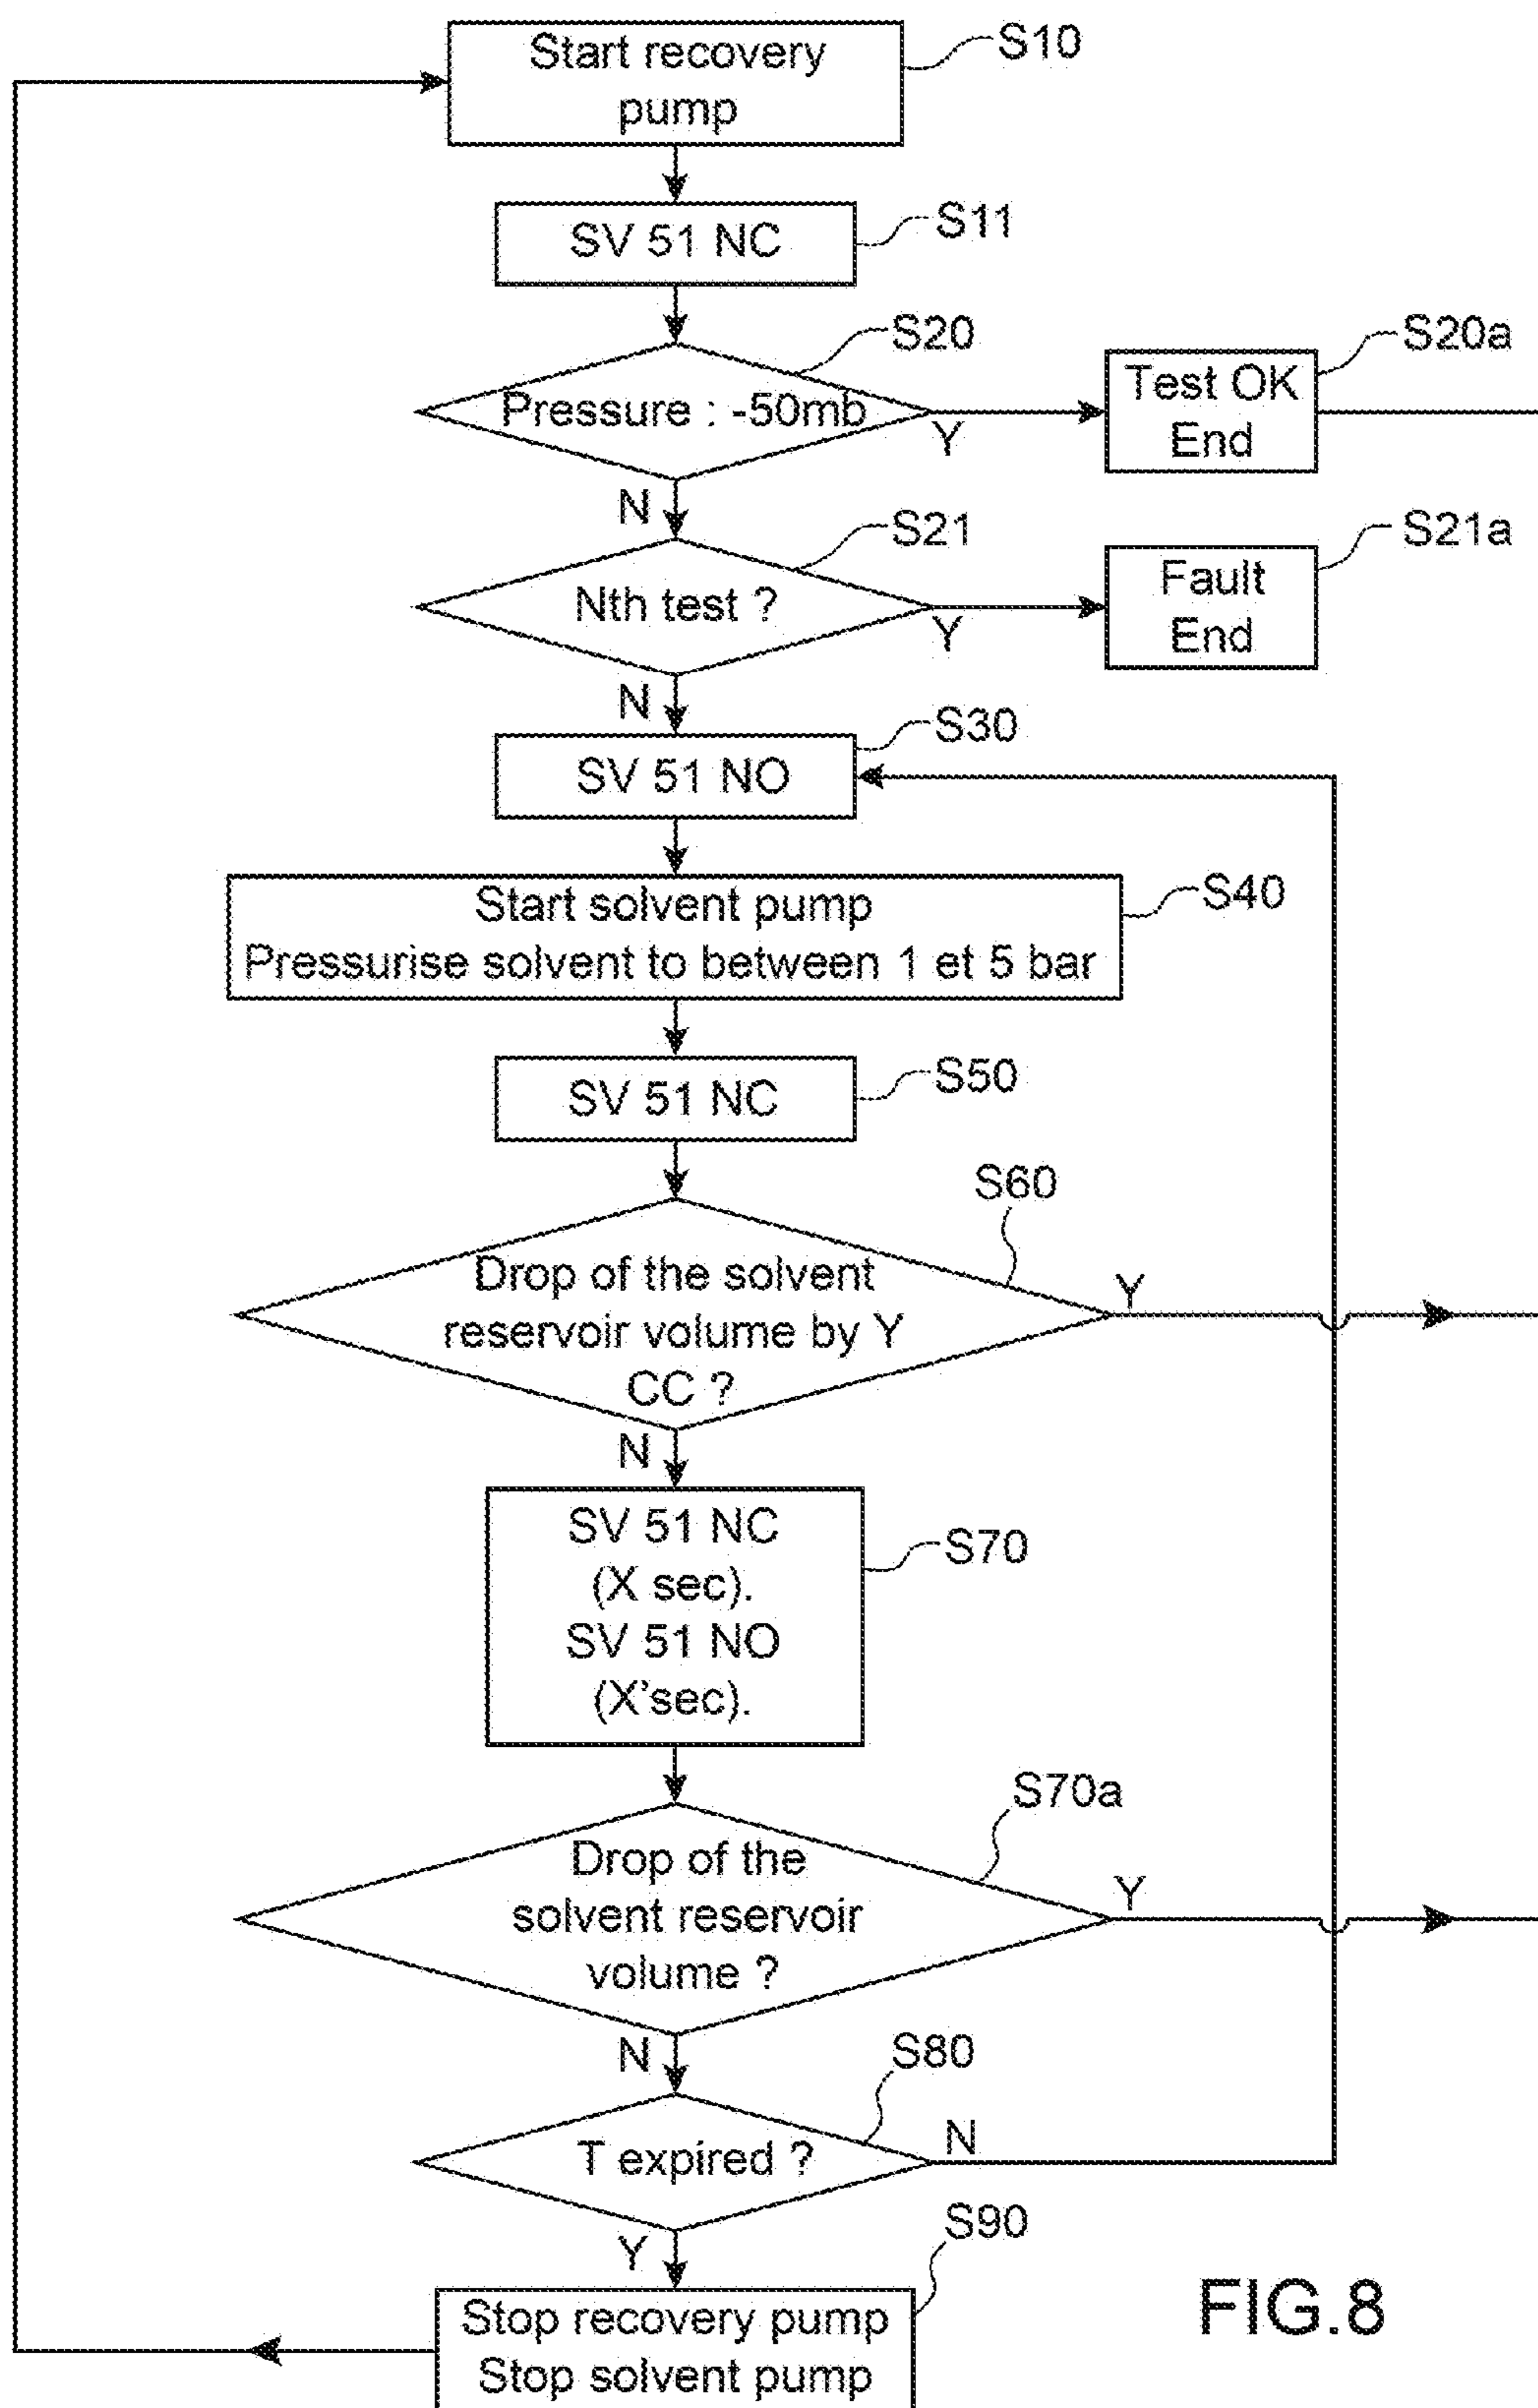 Start recovery
pump
S10
SV 51 NC
S11
S20
Pressure : -50mb
Y
N
Test OK
End
S20a
S21
Nth test ?
Y
N
Fault
End
S21a
S30
SV 51 NO
Start solvent pump
Pressurise solvent to between 1 et 5 bar
S40
SV 51 NC
S50
S60
Drop of the solvent
reservoir volume by Y
CC ?
Y
N
SV 51 NC
(X sec).
SV 51 NO
(X'sec).
S70
S70a
Drop of the
solvent reservoir
volume ?
Y
N
S80
T expired ?
N
Y
S90
Stop recovery pump
Stop solvent pump
FIG.8